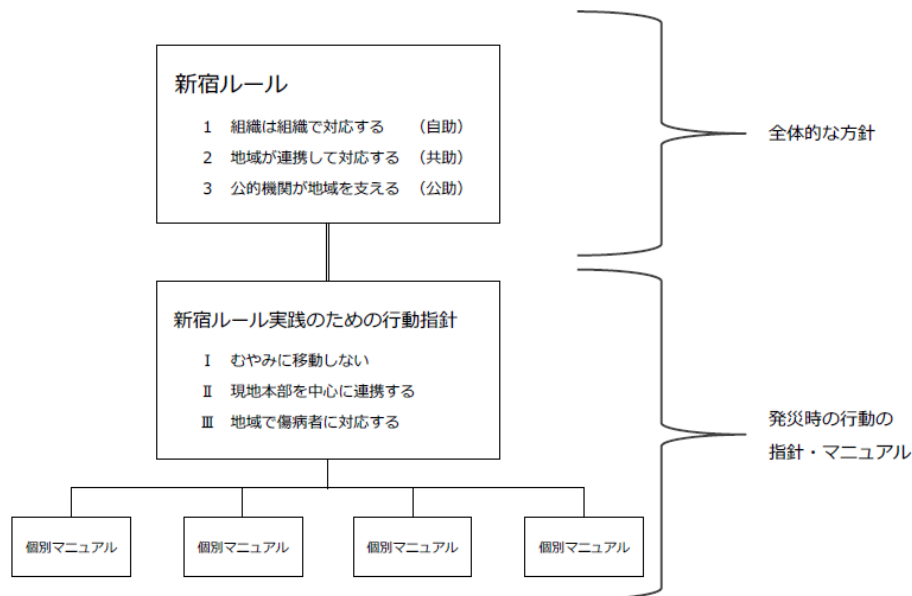 新宿ルール
1 組織は組織で対応する （自助）
2 地域が連携して対応する （共助）
3 公的機関が地域を支える （公助）
全体的な方針
新宿ルール実践のための行動指針
Ⅰ むやみに移動しない
Ⅱ 現地本部を中心に連携する
Ⅲ 地域で傷病者に対応する
発災時の行動の
指針・マニュアル
個別マニュアル
個別マニュアル
個別マニュアル
個別マニュアル